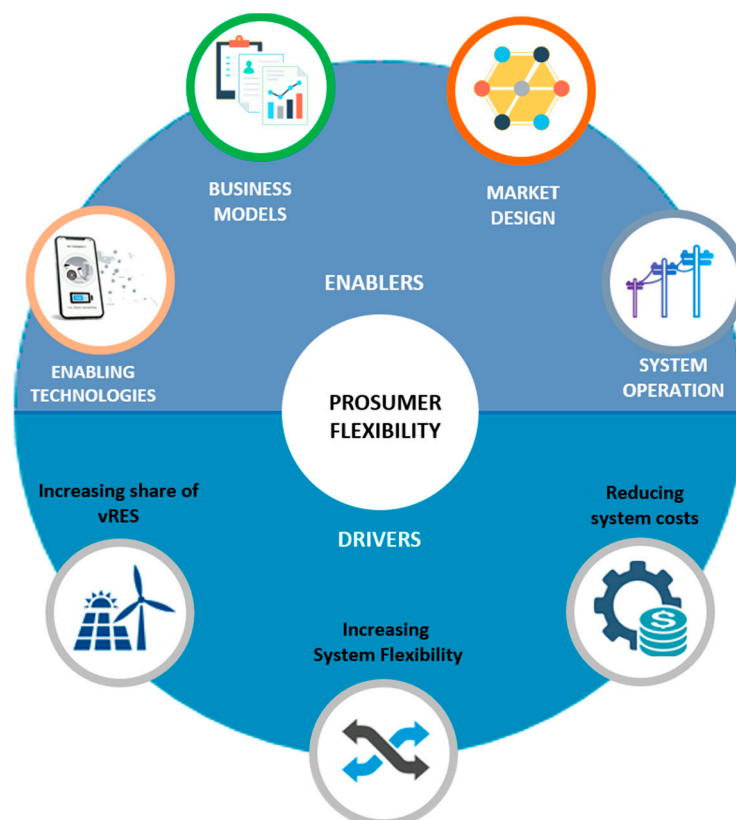 BUSINESS
MODELS
MARKET
DESIGN
ENABLERS
ENABLING
TECHNOLOGIES
SYSTEM
OPERATION
PROSUMER
FLEXIBILITY
Increasing share of
vRES
Reducing
system costs
DRIVERS
Increasing
System Flexibility
$